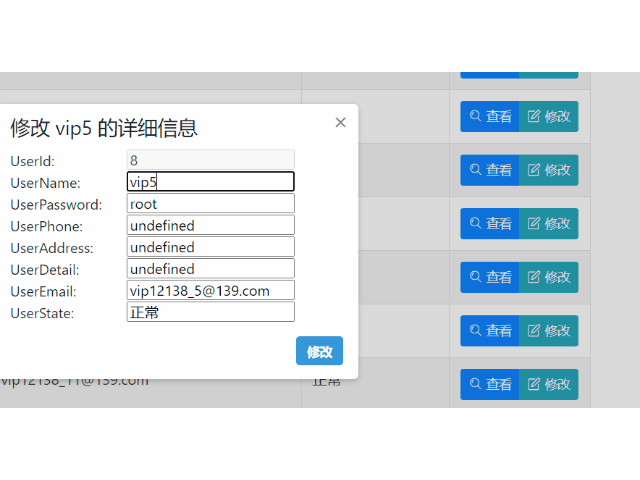 修改 vip5 的详细信息
×
UserId: 8
UserName: vip5
UserPassword: root
UserPhone: undefined
UserAddress: undefined
UserDetail: undefined
UserEmail: vip12138_5@139.com
UserState: 正常
修改
查看 修改
查看 修改
查看 修改
查看 修改
查看 修改
vip12138_11@139.com 正常 查看 修改